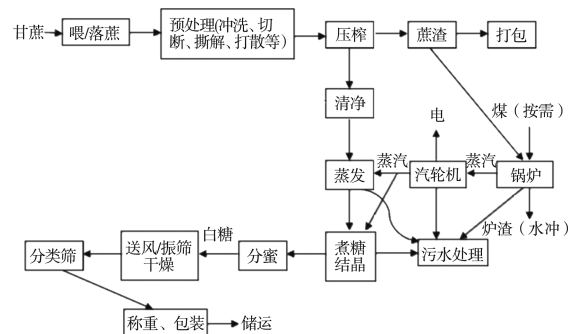 甘蔗
喂/落蔗
预处理(冲洗、切
断、撕解、打散等)
压榨
蔗渣
打包
清净
电
煤（按需）
蒸发
蒸汽
汽轮机
蒸汽
锅炉
炉渣（水冲）
分类筛
送风/振筛
干燥
白糖
分蜜
煮糖
结晶
污水处理
称重、包装
储运